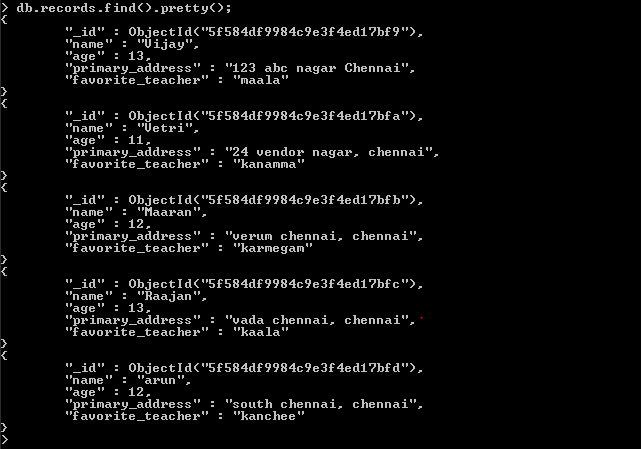 > db.records.find().pretty();
{
"_id" : ObjectId("5f584df9984c9e3f4ed17bf9"),
"name" : "Vijay",
"age" : 13,
"primary_address" : "123 abc nagar Chennai",
"favorite_teacher" : "maala"
}
{
"_id" : ObjectId("5f584df9984c9e3f4ed17bfa"),
"name" : "Vetri",
"age" : 11,
"primary_address" : "24 vendor nagar, chennai",
"favorite_teacher" : "kanamma"
}
{
"_id" : ObjectId("5f584df9984c9e3f4ed17bfb"),
"name" : "Maaran",
"age" : 12,
"primary_address" : "verum chennai, chennai",
"favorite_teacher" : "karmegam"
}
{
"_id" : ObjectId("5f584df9984c9e3f4ed17bfc"),
"name" : "Raajan",
"age" : 13,
"primary_address" : "vada chennai, chennai",
"favorite_teacher" : "kaala"
}
{
"_id" : ObjectId("5f584df9984c9e3f4ed17bfd"),
"name" : "arun",
"age" : 12,
"primary_address" : "south chennai, chennai",
"favorite_teacher" : "kanchee"
}
>